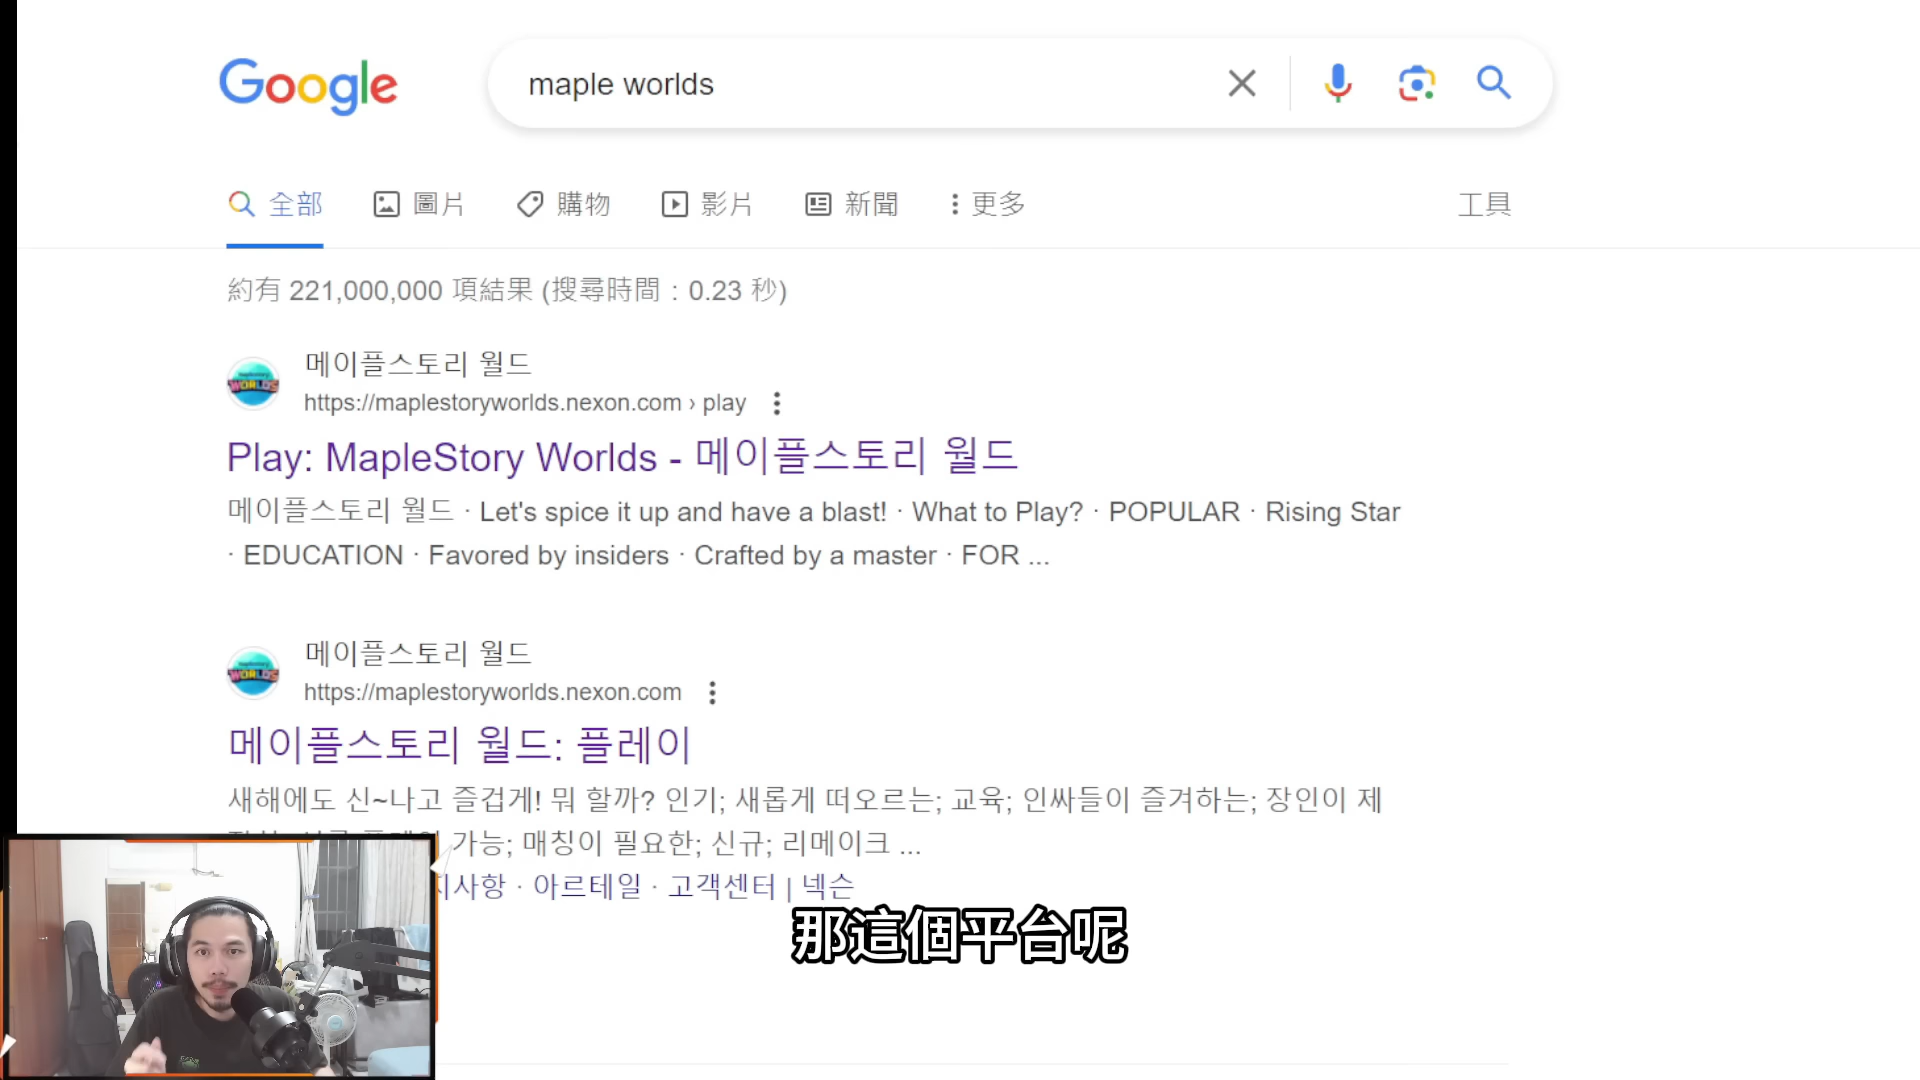 Google
maple worlds
全部 圖片 購物 影片 新聞 更多 工具
約有 221,000,000 項結果 (搜尋時間：0.23 秒)
메이플스토리 월드
https://maplestoryworlds.nexon.com › play
Play: MapleStory Worlds - 메이플스토리 월드
메이플스토리 월드 · Let's spice it up and have a blast! · What to Play? · POPULAR · Rising Star
· EDUCATION · Favored by insiders · Crafted by a master · FOR ...
메이플스토리 월드
https://maplestoryworlds.nexon.com
메이플스토리 월드: 플레이
새해에도 신~나고 즐겁게! 뭐 할까? 인기; 새롭게 떠오르는; 교육; 인싸들이 즐겨하는; 장인이 제
가능; 매칭이 필요한; 신규; 리메이크 ...
지사항 · 아르테일 · 고객센터 | 넥슨
那這個平台呢